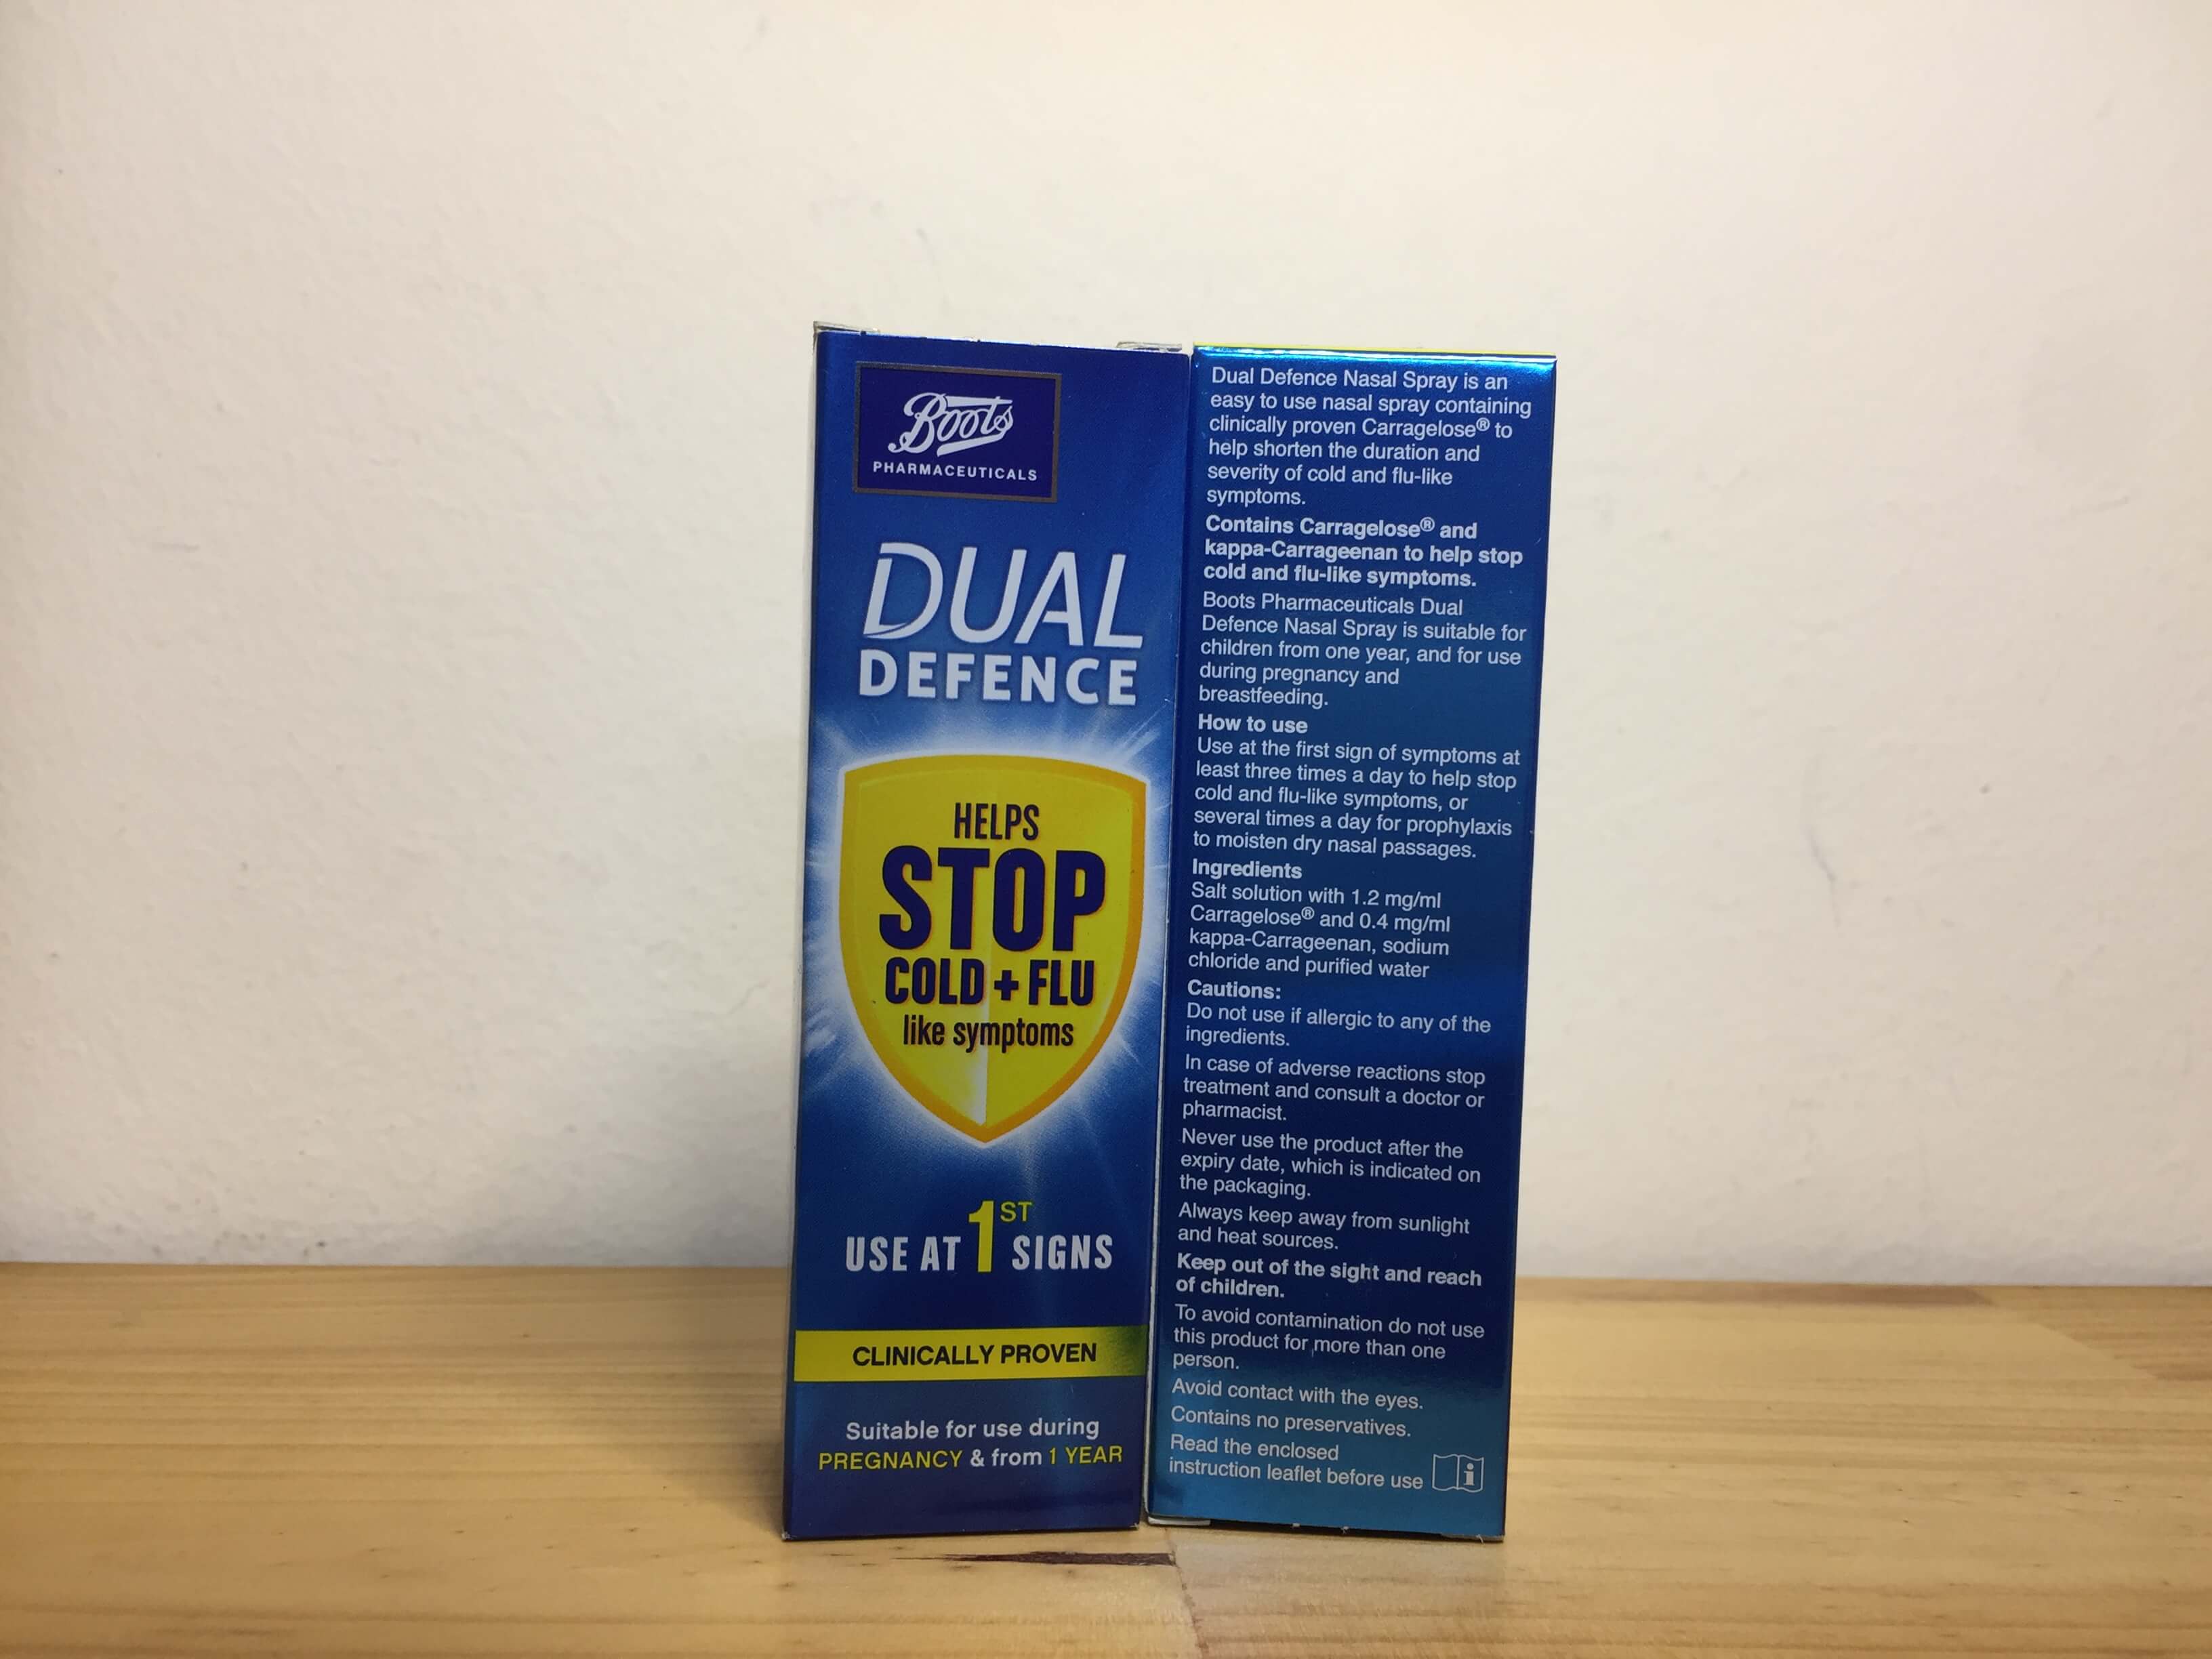 Boots
PHARMACEUTICALS
DUAL
DEFENCE
HELPS
STOP
COLD + FLU
like symptoms
USE AT 1ST SIGNS
CLINICALLY PROVEN
Suitable for use during
PREGNANCY & from 1 YEAR
Dual Defence Nasal Spray is an
easy to use nasal spray containing
clinically proven Carragelose® to
help shorten the duration and
severity of cold and flu-like
symptoms.
Contains Carragelose® and
kappa-Carrageenan to help stop
cold and flu-like symptoms.
Boots Pharmaceuticals Dual
Defence Nasal Spray is suitable for
children from one year, and for use
during pregnancy and
breastfeeding.
How to use
Use at the first sign of symptoms at
least three times a day to help stop
cold and flu-like symptoms, or
several times a day for prophylaxis
to moisten dry nasal passages.
Ingredients
Salt solution with 1.2 mg/ml
Carragelose® and 0.4 mg/ml
kappa-Carrageenan, sodium
chloride and purified water
Cautions:
Do not use if allergic to any of the
ingredients.
In case of adverse reactions stop
treatment and consult a doctor or
pharmacist.
Never use the product after the
expiry date, which is indicated on
the packaging.
Always keep away from sunlight
and heat sources.
Keep out of the sight and reach
of children.
To avoid contamination do not use
this product for more than one
person.
Avoid contact with the eyes.
Contains no preservatives.
Read the enclosed
instruction leaflet before use